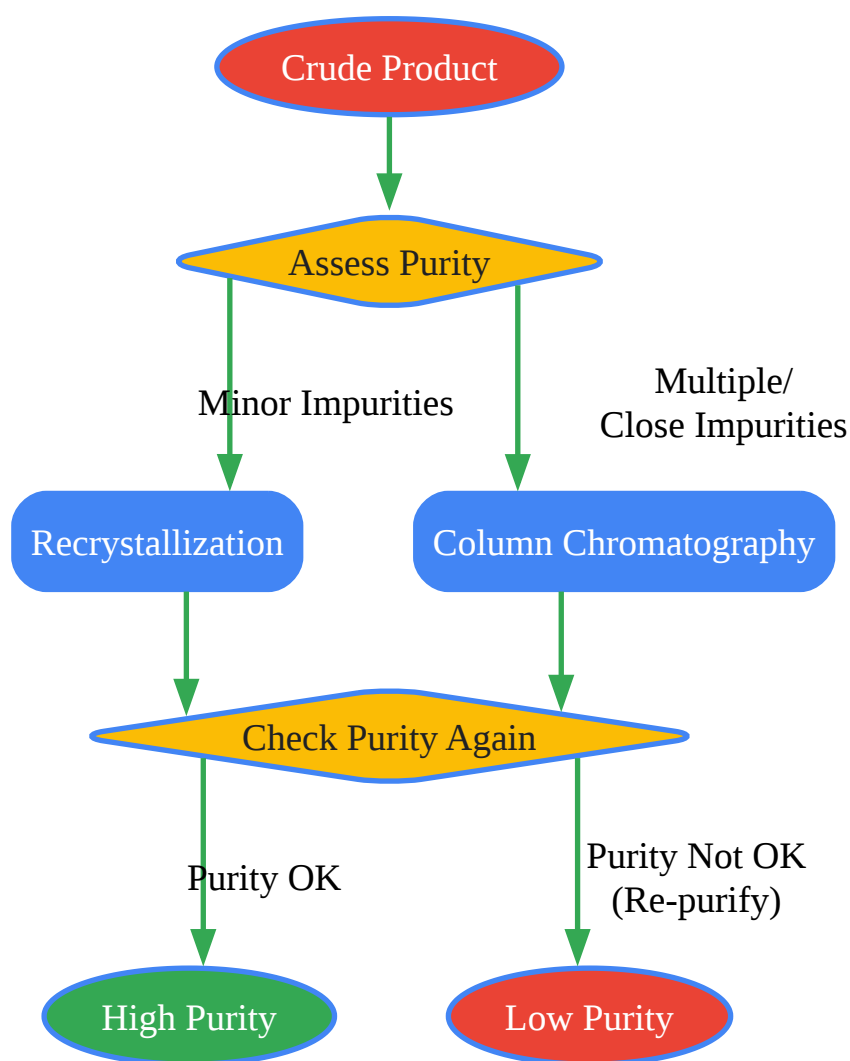 Crude Product
Assess Purity
Minor Impurities
Multiple/
Close Impurities
Recrystallization
Column Chromatography
Check Purity Again
Purity OK
Purity Not OK
(Re-purify)
High Purity
Low Purity